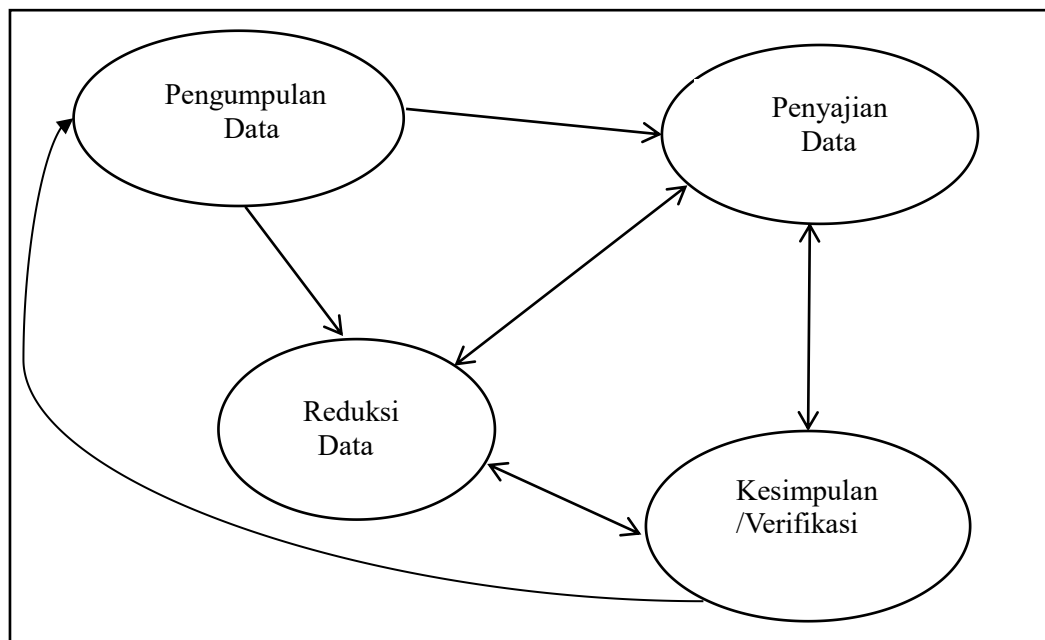 Pengumpulan
Data
Penyajian
Data
Reduksi
Data
Kesimpulan
/Verifikasi